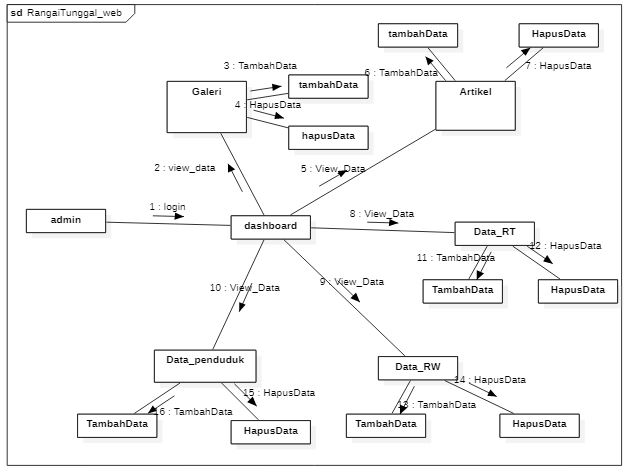 sd RangaiTunggal_web
tambahData
HapusData
3 : TambahData
6 : TambahData
7 : HapusData
Galeri
tambahData
Artikel
4 : HapusData
hapusData
2 : view_data
5 : View_Data
1 : login
8 : View_Data
admin
dashboard
Data_RT
12 : HapusData
11 : TambahData
10 : View_Data
9 : View_Data
TambahData
HapusData
Data_penduduk
Data_RW
14 : HapusData
15 : HapusData
13 : TambahData
16 : TambahData
TambahData
HapusData
TambahData
HapusData